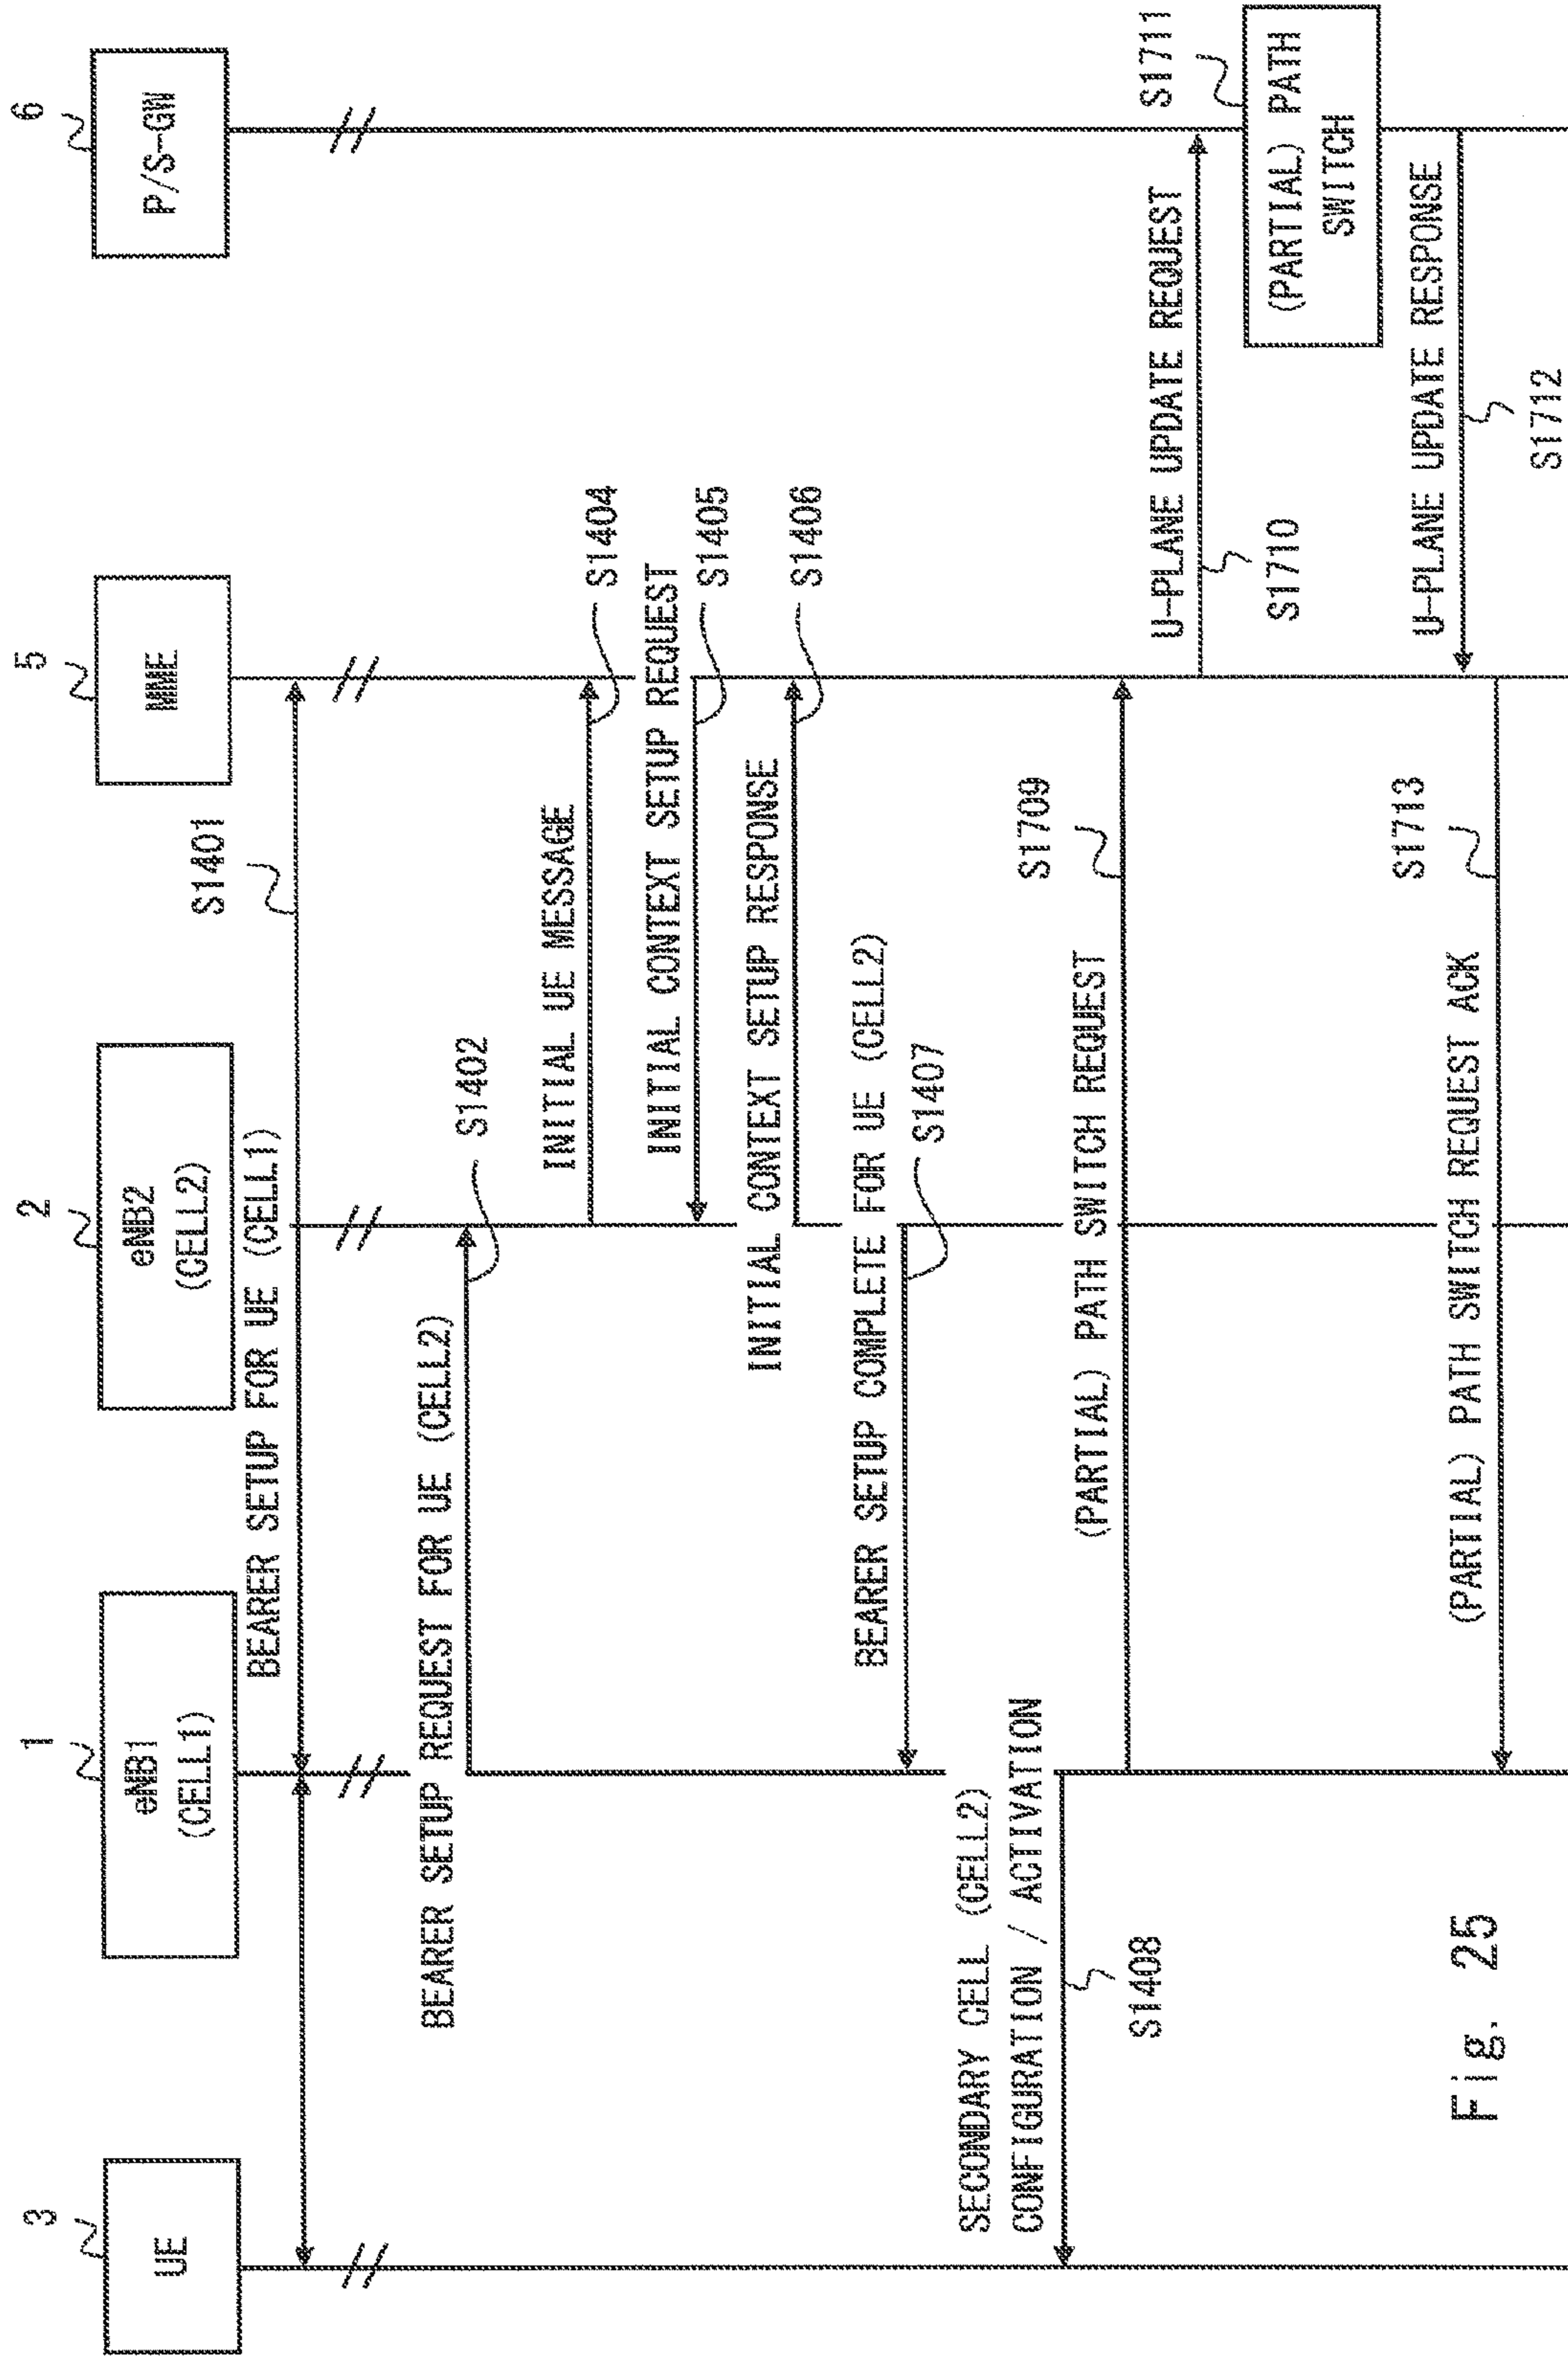 3
UE
1
eNB1
(CELL1)
2
eNB2
(CELL2)
5
MME
6
P/S-GW
BEARER SETUP FOR UE (CELL1)
S1401
BEARER SETUP REQUEST FOR UE (CELL2)
S1402
INITIAL UE MESSAGE
S1404
INITIAL CONTEXT SETUP REQUEST
S1405
INITIAL CONTEXT SETUP RESPONSE
S1406
BEARER SETUP COMPLETE FOR UE (CELL2)
S1407
SECONDARY CELL (CELL2)
CONFIGURATION / ACTIVATION
S1408
(PARTIAL) PATH SWITCH REQUEST
S1709
U-PLANE UPDATE REQUEST
S1710
S1711
(PARTIAL) PATH
SWITCH
U-PLANE UPDATE RESPONSE
S1712
(PARTIAL) PATH SWITCH REQUEST ACK
S1713
Fig. 25